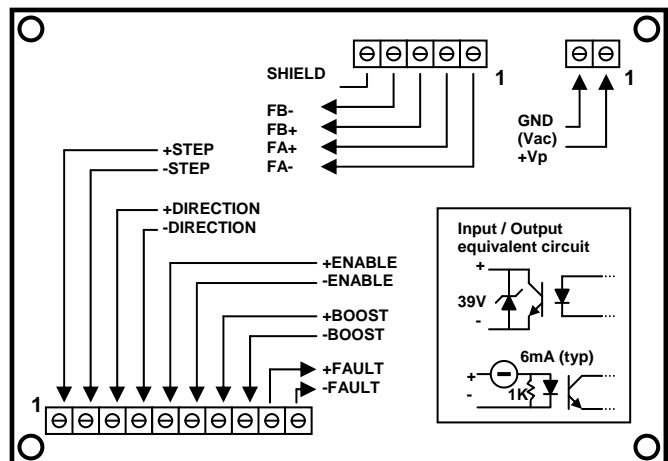 SHIELD
1
1
FB-
FB+
FA+
FA-
GND
(Vac)
+Vp
+STEP
-STEP
+DIRECTION
-DIRECTION
+ENABLE
-ENABLE
+BOOST
-BOOST
+FAULT
-FAULT
1
Input / Output
equivalent circuit
+
39V
-
6mA (typ)
+
-
1K